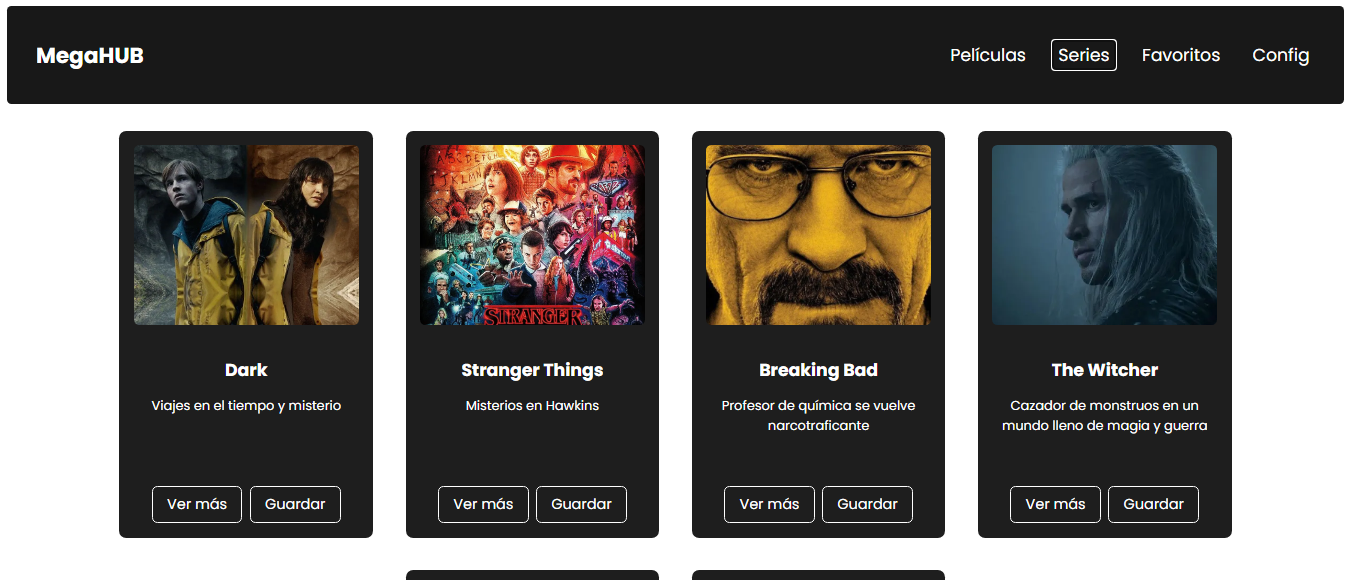 MegaHUB
Películas
Series
Favoritos
Config
ABCDEFG
IJKLMN
STRANGER
Dark
Viajes en el tiempo y misterio
Ver más
Guardar
Stranger Things
Misterios en Hawkins
Ver más
Guardar
Breaking Bad
Profesor de química se vuelve
narcotraficante
Ver más
Guardar
The Witcher
Cazador de monstruos en un
mundo lleno de magia y guerra
Ver más
Guardar